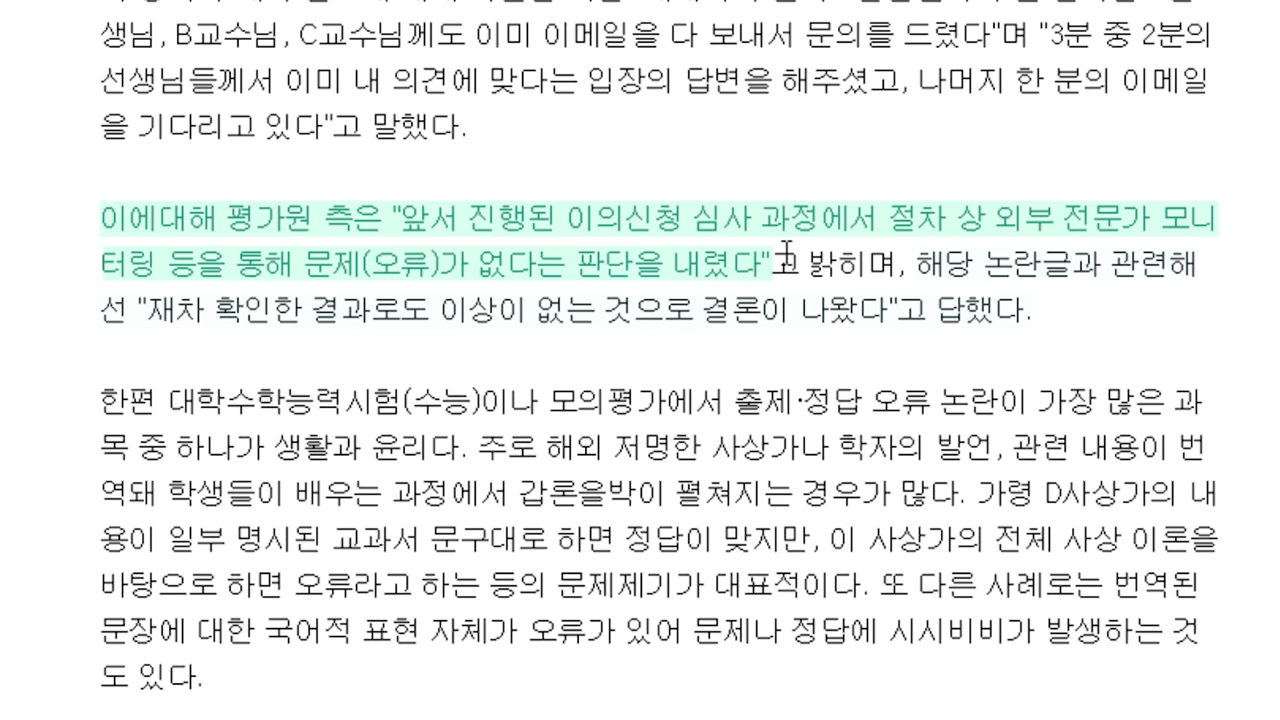 생님, B교수님, C교수님께도 이미 이메일을 다 보내서 문의를 드렸다"며 "3분 중 2분의
선생님들께서 이미 내 의견에 맞다는 입장의 답변을 해주셨고, 나머지 한 분의 이메일
을 기다리고 있다"고 말했다.
이에대해 평가원 측은 "앞서 진행된 이의신청 심사 과정에서 절차 상 외부 전문가 모니
터링 등을 통해 문제(오류)가 없다는 판단을 내렸다"고 밝히며, 해당 논란글과 관련해
선 "재차 확인한 결과로도 이상이 없는 것으로 결론이 나왔다"고 답했다.
한편 대학수학능력시험(수능)이나 모의평가에서 출제·정답 오류 논란이 가장 많은 과
목 중 하나가 생활과 윤리다. 주로 해외 저명한 사상가나 학자의 발언, 관련 내용이 번
역돼 학생들이 배우는 과정에서 갑론을박이 펼쳐지는 경우가 많다. 가령 D사상가의 내
용이 일부 명시된 교과서 문구대로 하면 정답이 맞지만, 이 사상가의 전체 사상 이론을
바탕으로 하면 오류라고 하는 등의 문제제기가 대표적이다. 또 다른 사례로는 번역된
문장에 대한 국어적 표현 자체가 오류가 있어 문제나 정답에 시시비비가 발생하는 것
도 있다.